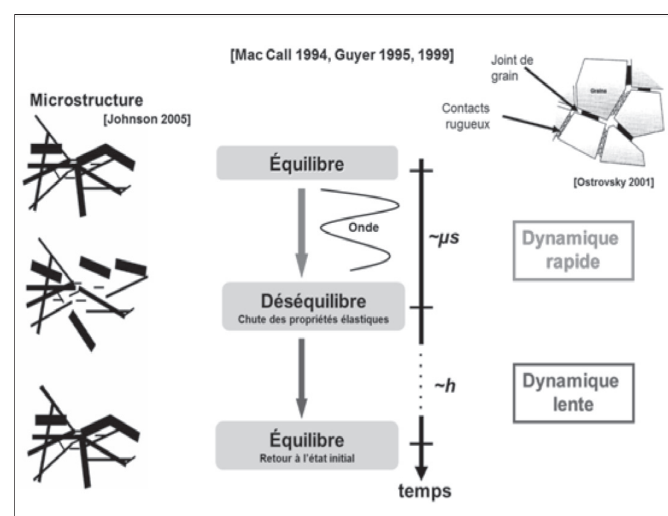 [Mac Call 1994, Guyer 1995, 1999]
Joint de
grain
Grains
Contacts
rugueux
[Ostrovsky 2001]
Microstructure
[Johnson 2005]
Équilibre
Onde
~µs
Dynamique
rapide
Déséquilibre
Chute des propriétés élastiques
~h
Dynamique
lente
Équilibre
Retour à l'état initial
temps